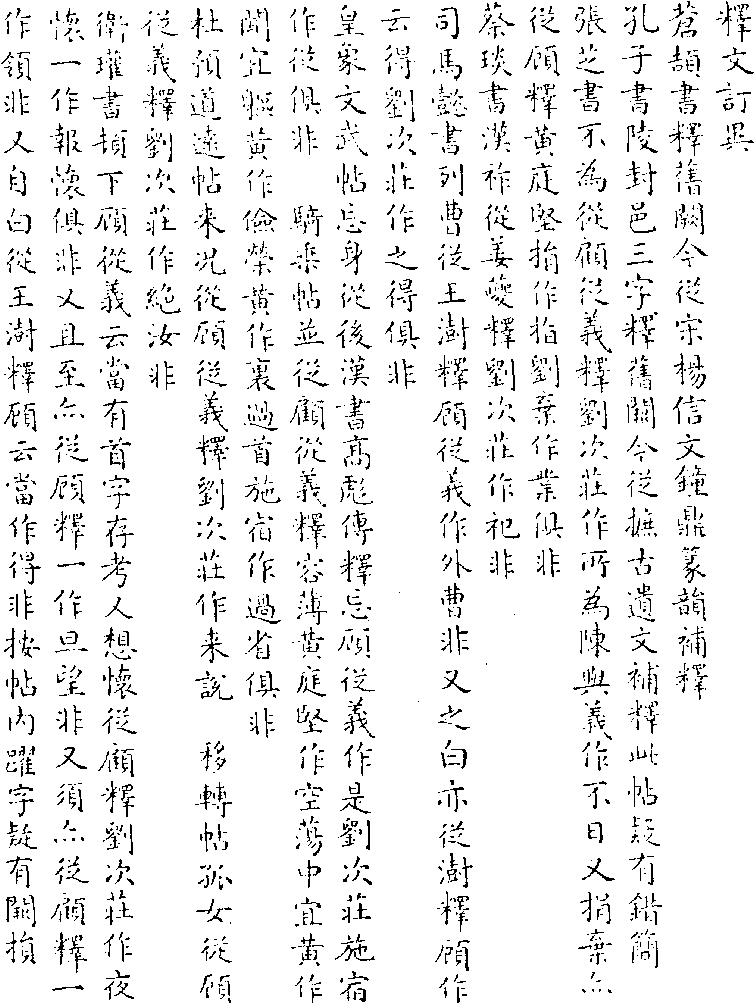 釋文訂異
蒼頡書釋舊闕今從宋楊信文鐘鼎篆韻補釋
孔子書陵封邑三字釋舊闕今從摭古遺文補釋此帖疑有錯簡
張芝書不為從顧從義釋劉次莊作所為陳與義作不日又捐棄亦
從顧釋黃庭堅捐作指劉棄作業俱非
蔡琰書漢祚從姜夔釋劉次莊作祀非
司馬懿書列曹從王澍釋顧從義作外曹非又之白亦從澍釋顧作
云得劉次莊作之得俱非
皇象文武帖忘身從後漢書高彪傳釋忘顧從義作是劉次莊施宿
作從俱非　騎乘帖並從顧從義釋容薄黃庭堅作空蕩中宜黃作
闕宜軀黃作儉榮黃作裏過首施宿作過省俱非
杜預道遠帖来況從顧從義釋劉次莊作来說　移轉帖孤女從顧
從義釋劉次莊作絶汝非
衛瓘書頓下顧從義云當有首字存考人想懷從顧釋劉次莊作夜
懷一作報懷俱非又且至亦從顧釋一作旦望非又須亦從顧釋一
作領非又自白從王澍釋顧云當作得非按帖内躍字疑有闕損